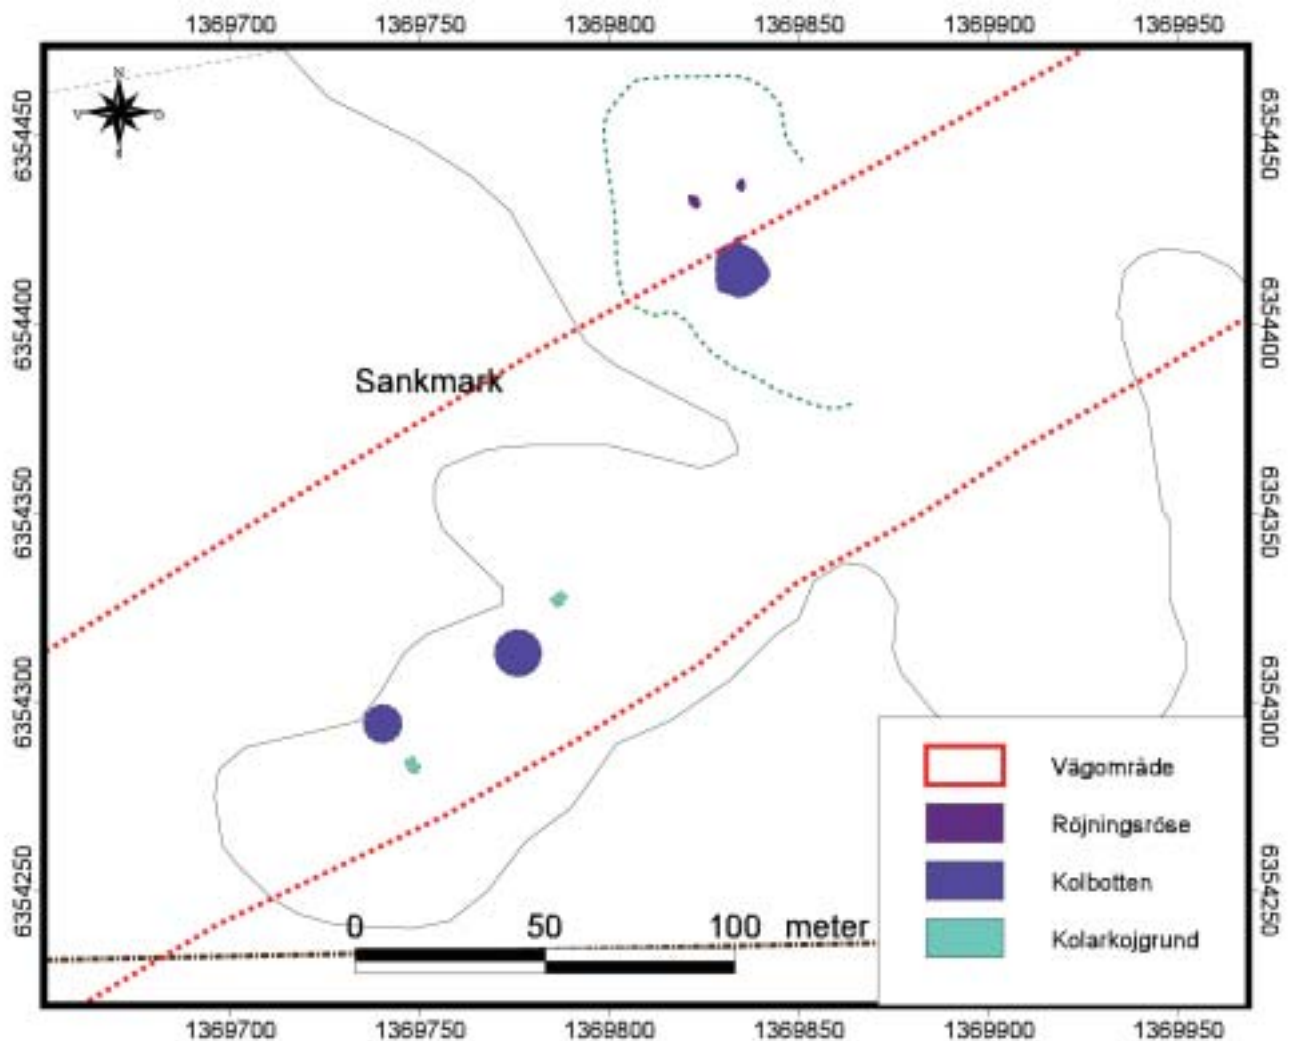 1369700 1369750 1369800 1369850 1369900 1369950
N
V O
S
6354450 6354450
6354400 6354400
Sankmark
6354350 6354350
6354300 6354300
Vägområde
Röjningsröse
Kolbotten
6354250 6354250
0 50 100 meter
Kolarkojgrund
1369700 1369750 1369800 1369850 1369900 1369950